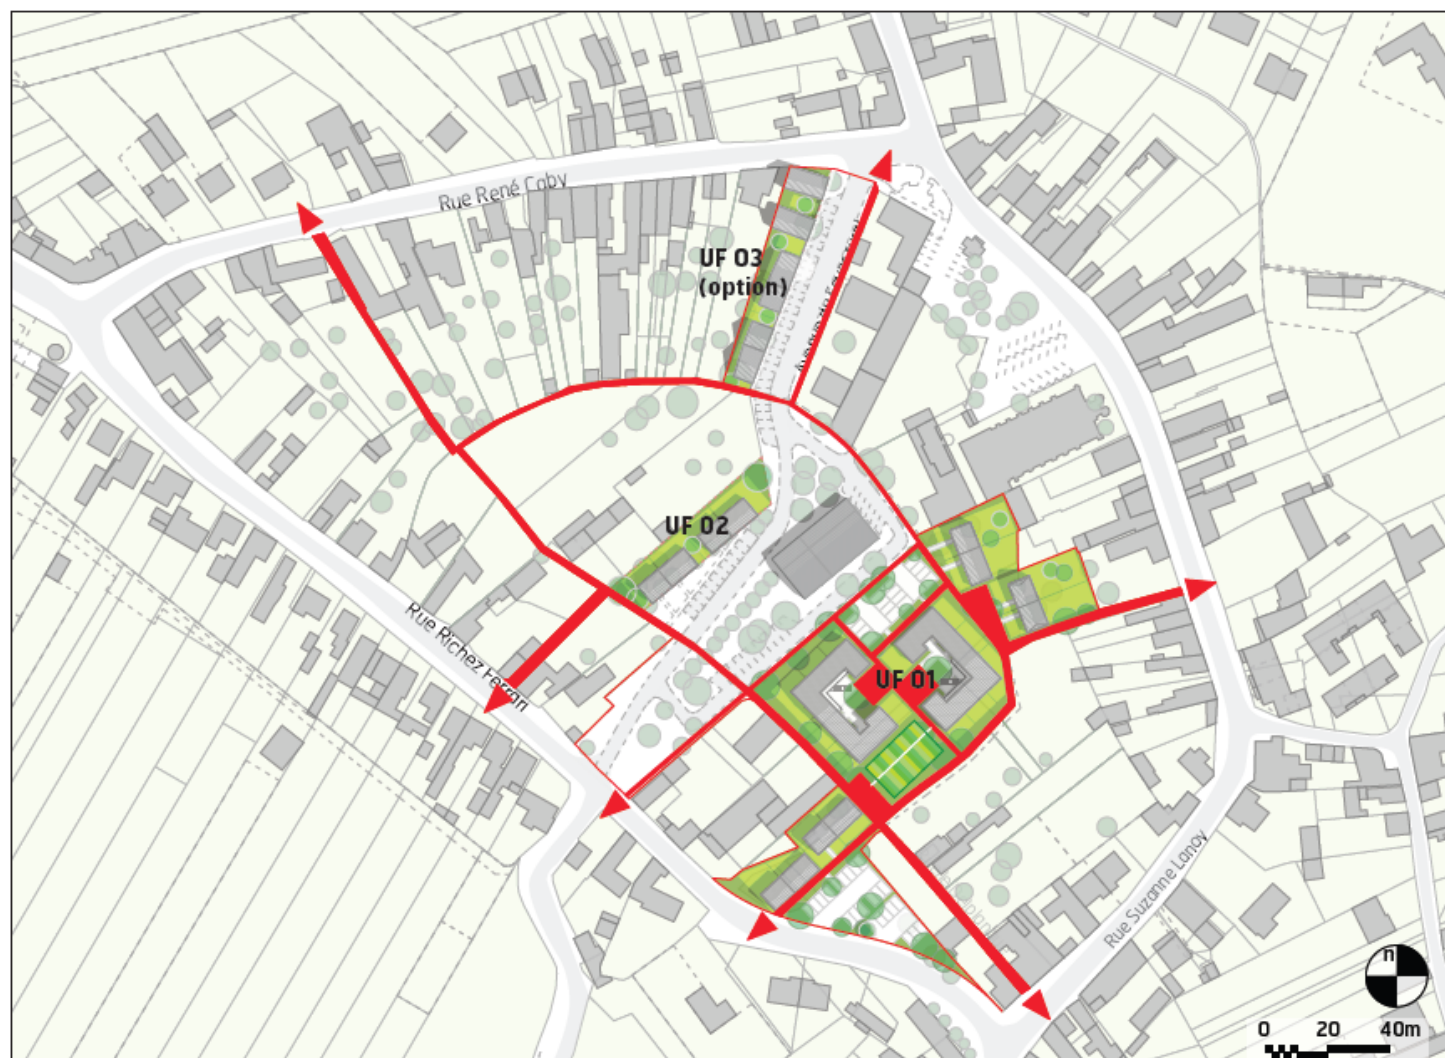 Rue René Coby
UF 03
(option)
UF 02
Rue Richez Ferrari
UF 01
Rue Suzanne Lanoy
n
0 20 40m